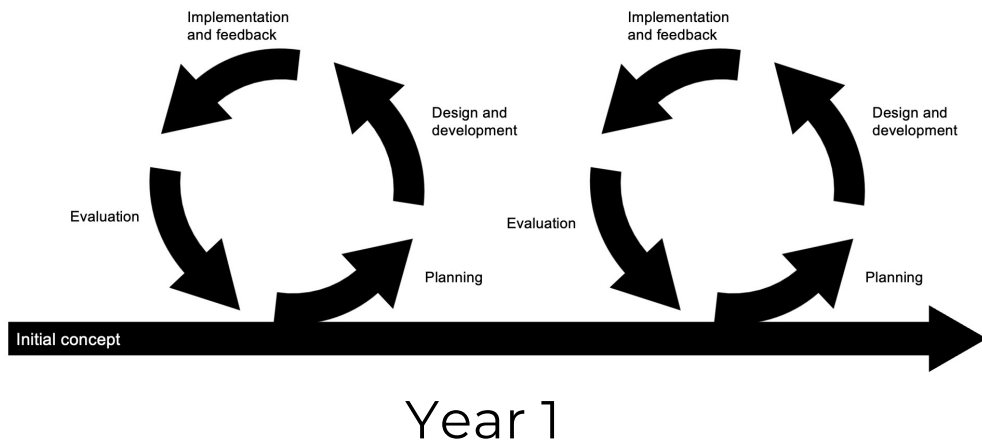 Implementation
and feedback
Design and
development
Evaluation
Planning
Implementation
and feedback
Design and
development
Evaluation
Planning
Initial concept
Year 1